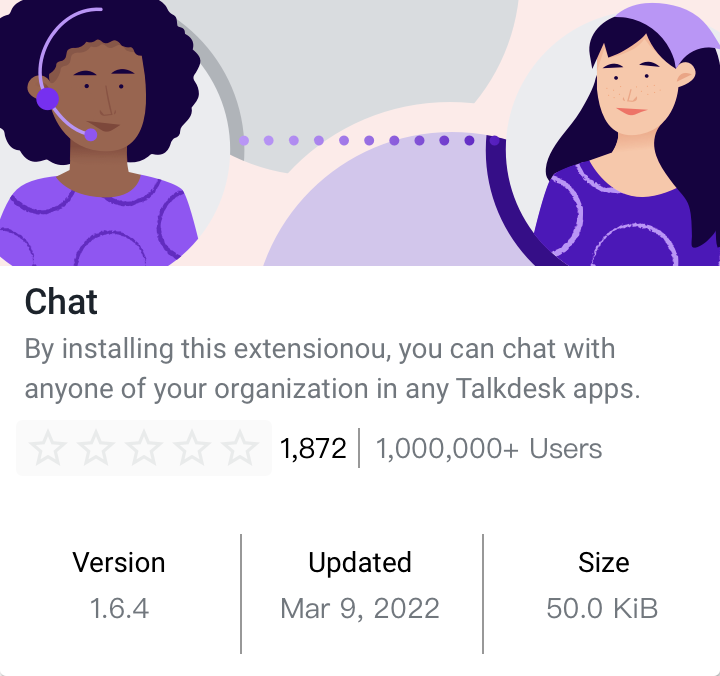 Chat
By installing this extensionou, you can chat with
anyone of your organization in any Talkdesk apps.
1,872 1,000,000+ Users
Version Updated Size
1.6.4 Mar 9, 2022 50.0 KiB